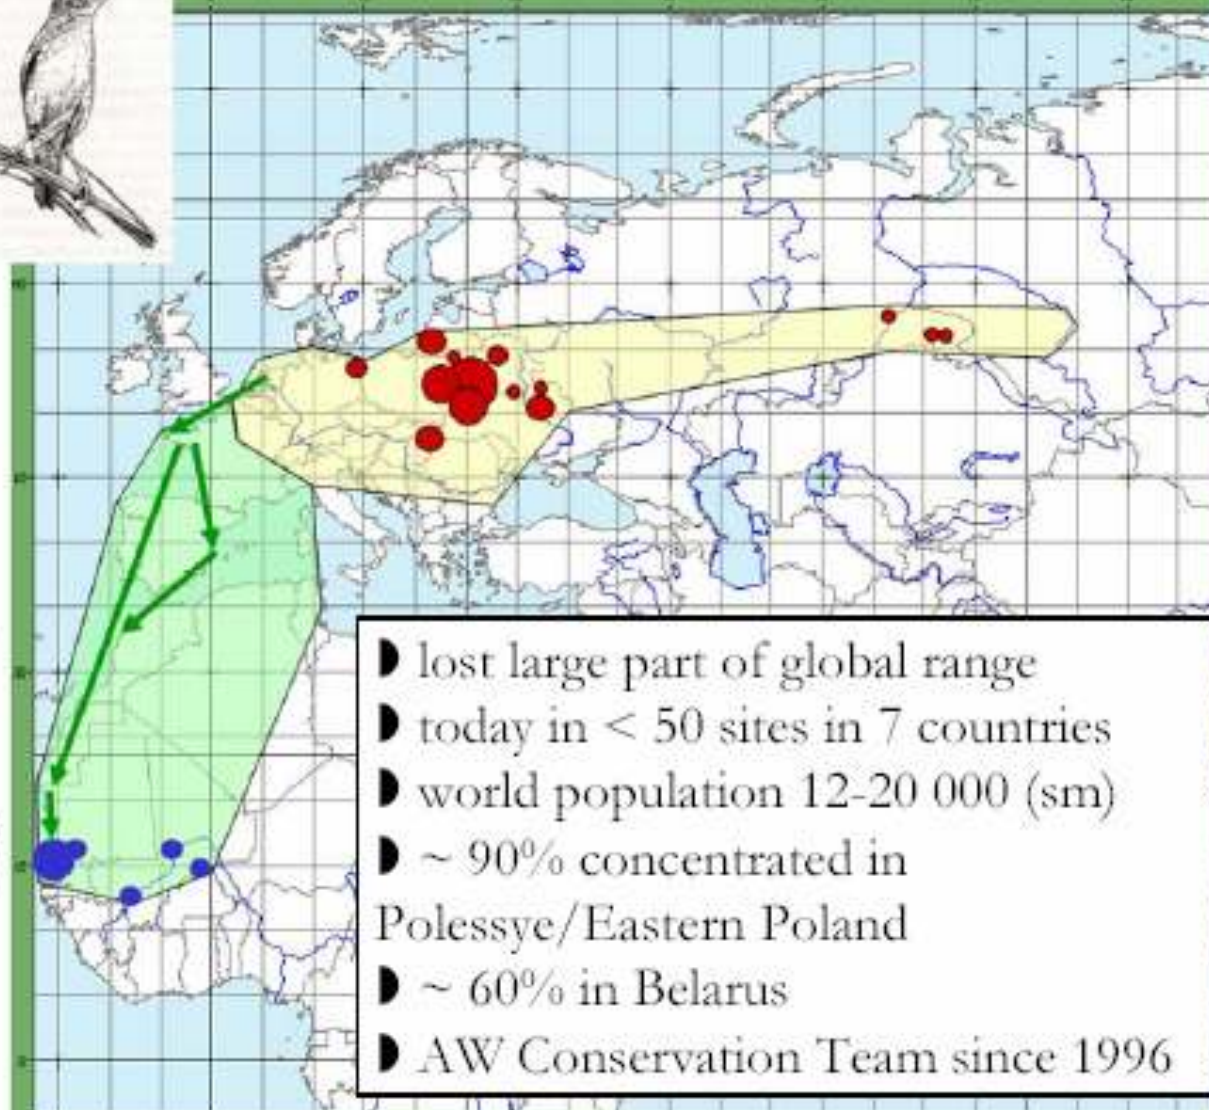 ◗ lost large part of global range
◗ today in < 50 sites in 7 countries
◗ world population 12-20 000 (sm)
◗ ~ 90% concentrated in
Polessye/Eastern Poland
◗ ~ 60% in Belarus
◗ AW Conservation Team since 1996